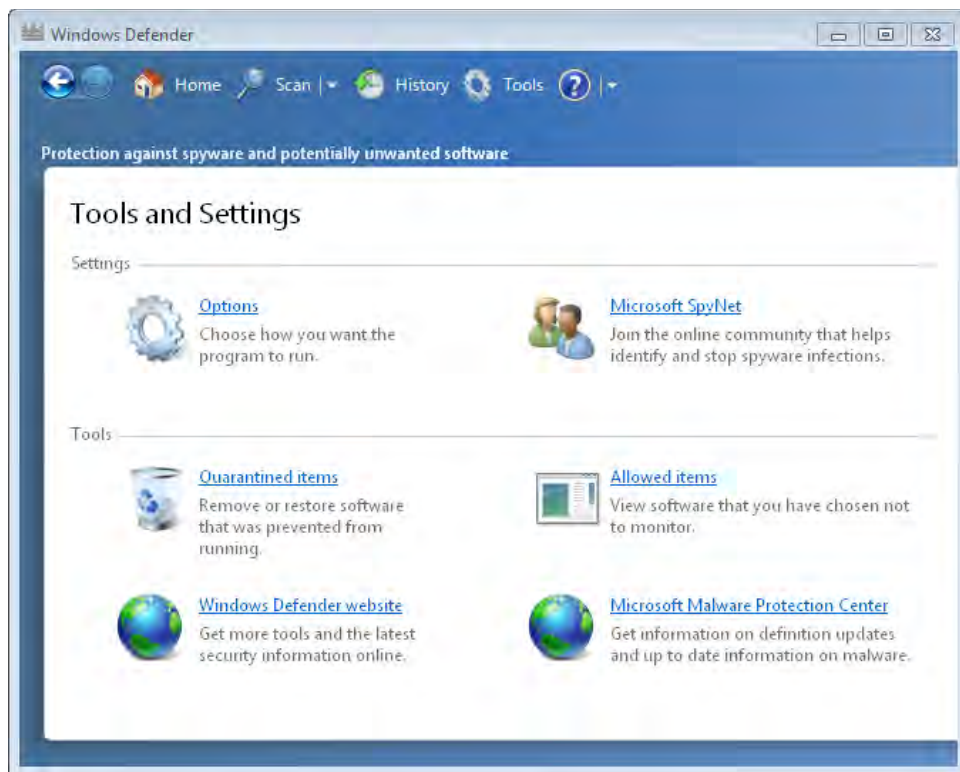 Windows Defender
Home Scan History Tools ?
Protection against spyware and potentially unwanted software
Tools and Settings
Settings
Options
Choose how you want the
program to run.
Microsoft SpyNet
Join the online community that helps
identify and stop spyware infections.
Tools
Quarantined items
Remove or restore software
that was prevented from
running.
Allowed items
View software that you have chosen not
to monitor.
Windows Defender website
Get more tools and the latest
security information online.
Microsoft Malware Protection Center
Get information on definition updates
and up to date information on malware.